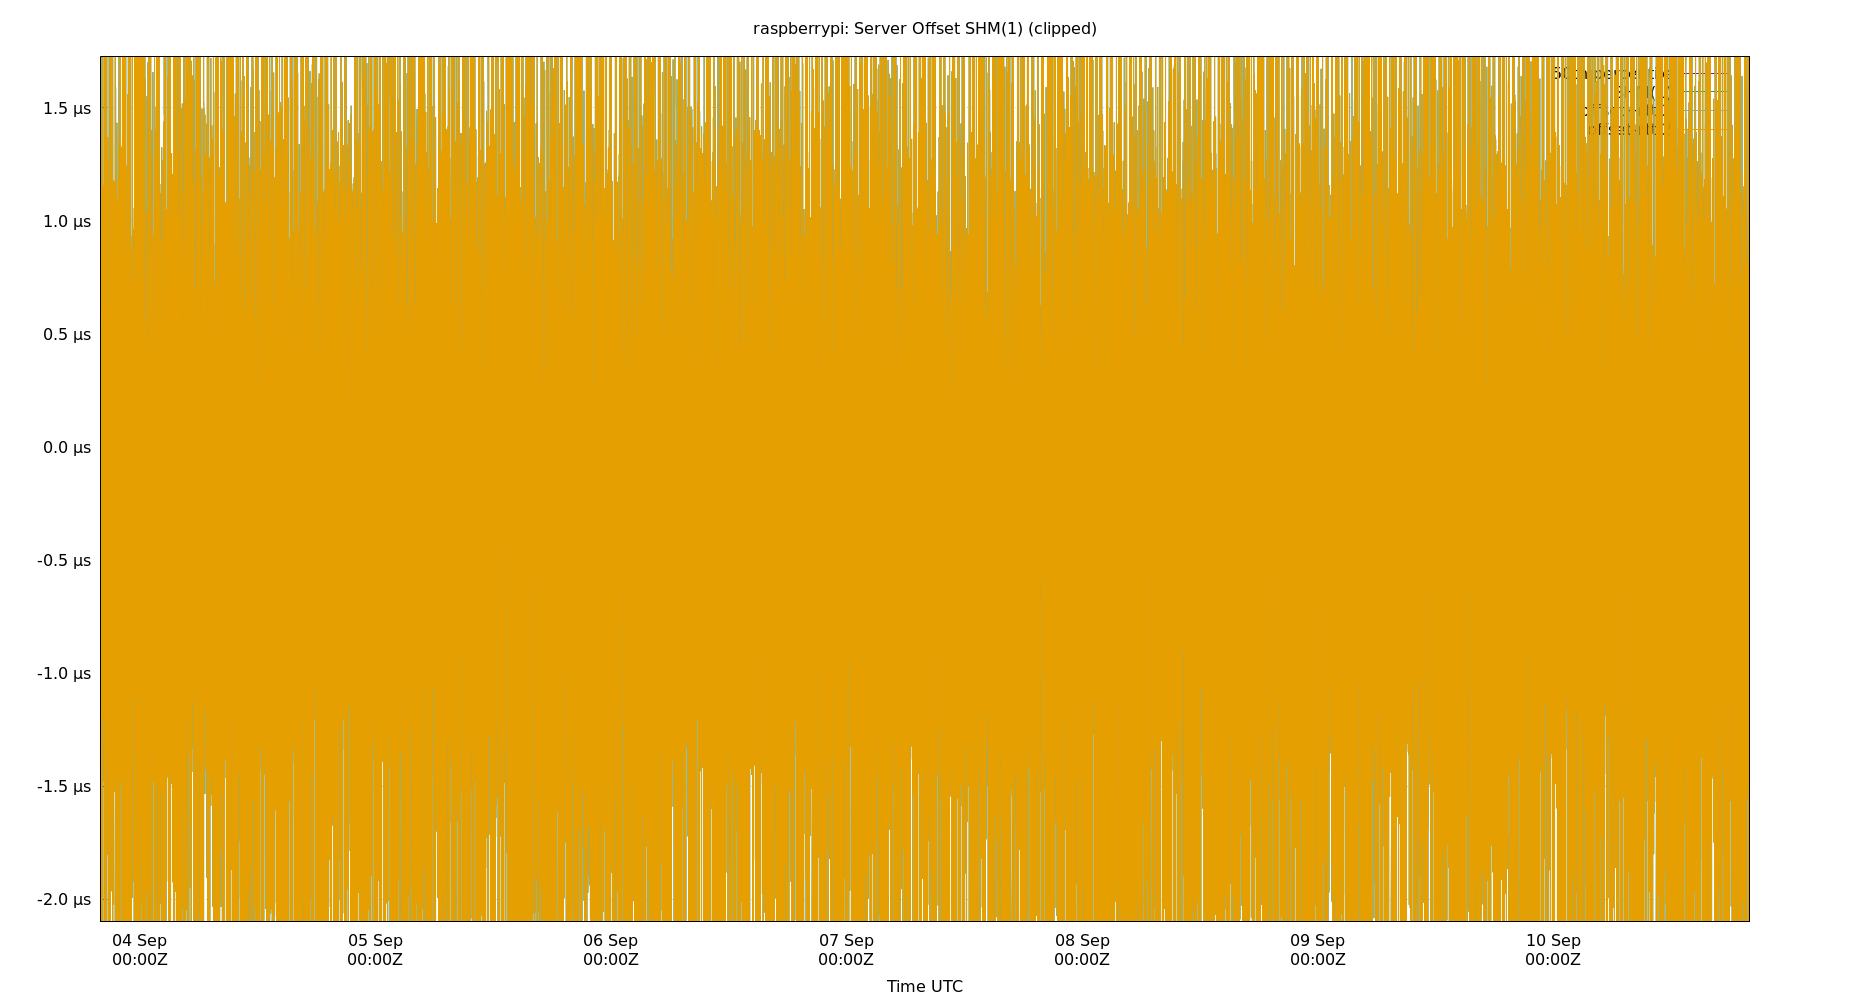 raspberrypi: Server Offset SHM(1) (clipped)
1.5 µs
1.0 µs
0.5 µs
0.0 µs
-0.5 µs
-1.0 µs
-1.5 µs
-2.0 µs
04 Sep 05 Sep 06 Sep 07 Sep 08 Sep 09 Sep 10 Sep
00:00Z 00:00Z 00:00Z 00:00Z 00:00Z 00:00Z 00:00Z
Time UTC